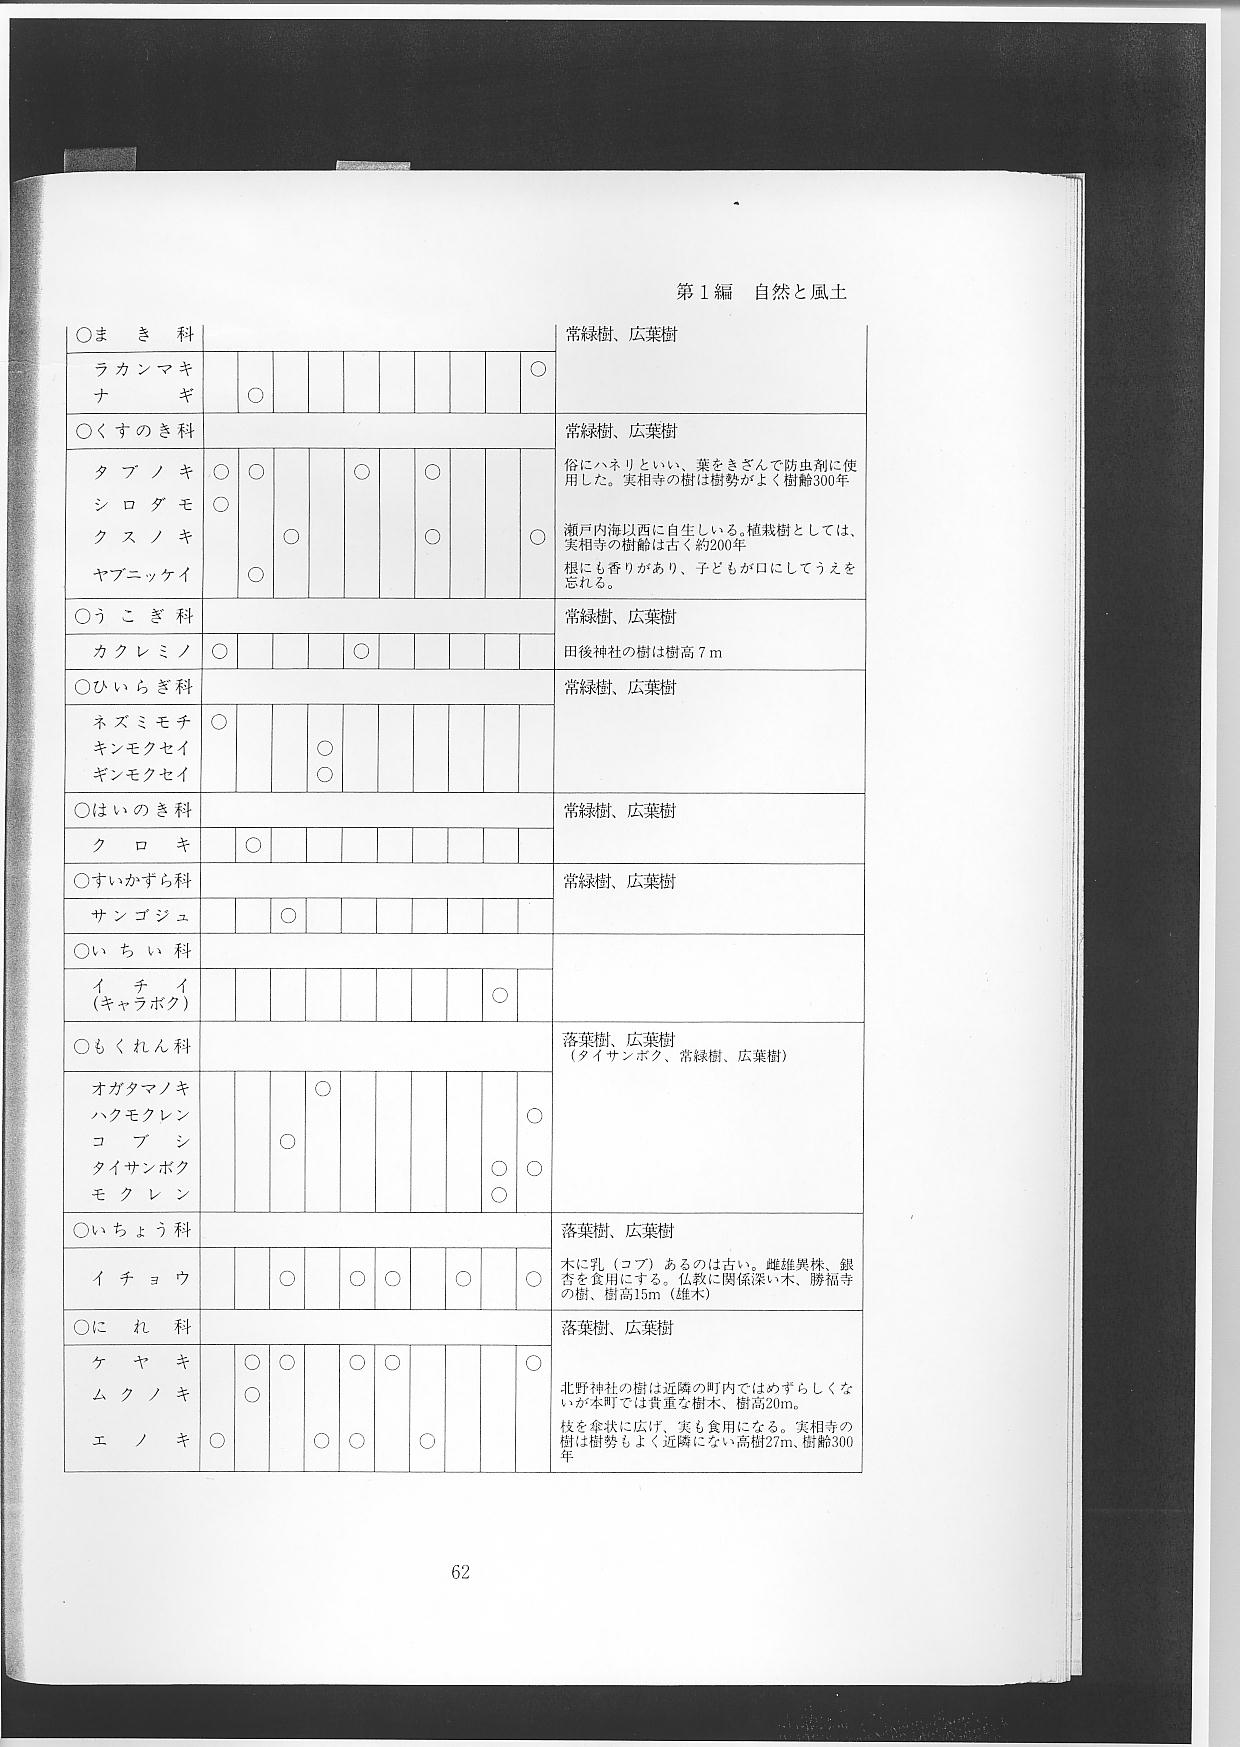 第1編 自然と風土
○まき科 常緑樹、広葉樹
ラカンマキ ○
ナギ ○
○くすのき科 常緑樹、広葉樹
タブノキ ○ ○ ○ ○ 俗にハネリといい、葉をきざんで防虫剤に使
用した。実相寺の樹は樹勢がよく樹齢300年
シロダモ ○
クスノキ ○ ○ ○ 瀬戸内海以西に自生しいる。植栽樹としては、
実相寺の樹齢は古く約200年
ヤブニッケイ ○ 根にも香りがあり、子どもが口にしてうえを
忘れる。
○うこぎ科 常緑樹、広葉樹
カクレミノ ○ ○ 田後神社の樹は樹高7m
○ひいらぎ科 常緑樹、広葉樹
ネズミモチ ○
キンモクセイ ○
ギンモクセイ ○
○はいのき科 常緑樹、広葉樹
クロキ ○
○すいかずら科 常緑樹、広葉樹
サンゴジュ ○
○いちい科
イチイ
(キャラボク) ○
○もくれん科 落葉樹、広葉樹
(タイサンボク、常緑樹、広葉樹)
オガタマノキ ○
ハクモクレン ○
コブシ ○
タイサンボク ○ ○
モクレン ○
○いちょう科 落葉樹、広葉樹
イチョウ ○ ○ ○ ○ ○ 木に乳(コブ)あるのは古い。雌雄異株、銀
杏を食用にする。仏教に関係深い木、勝福寺
の樹、樹高15m(雄木)
○にれ科 落葉樹、広葉樹
ケヤキ ○ ○ ○ ○ ○
ムクノキ ○ 北野神社の樹は近隣の町内ではめずらしくな
いが本町では貴重な樹木、樹高20m。
エノキ ○ ○ ○ ○ 枝を傘状に広げ、実も食用になる。実相寺の
樹は樹勢もよく近隣にない高樹27m、樹齢300
年
62